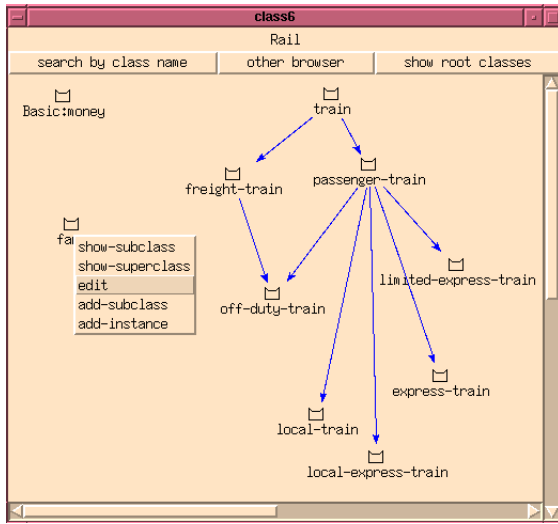 class6
Rail
search by class name other browser show root classes
Basic:money
train
freight-train
passenger-train
show-subclass
show-superclass
edit
add-subclass
add-instance
limited-express-train
off-duty-train
express-train
local-train
local-express-train